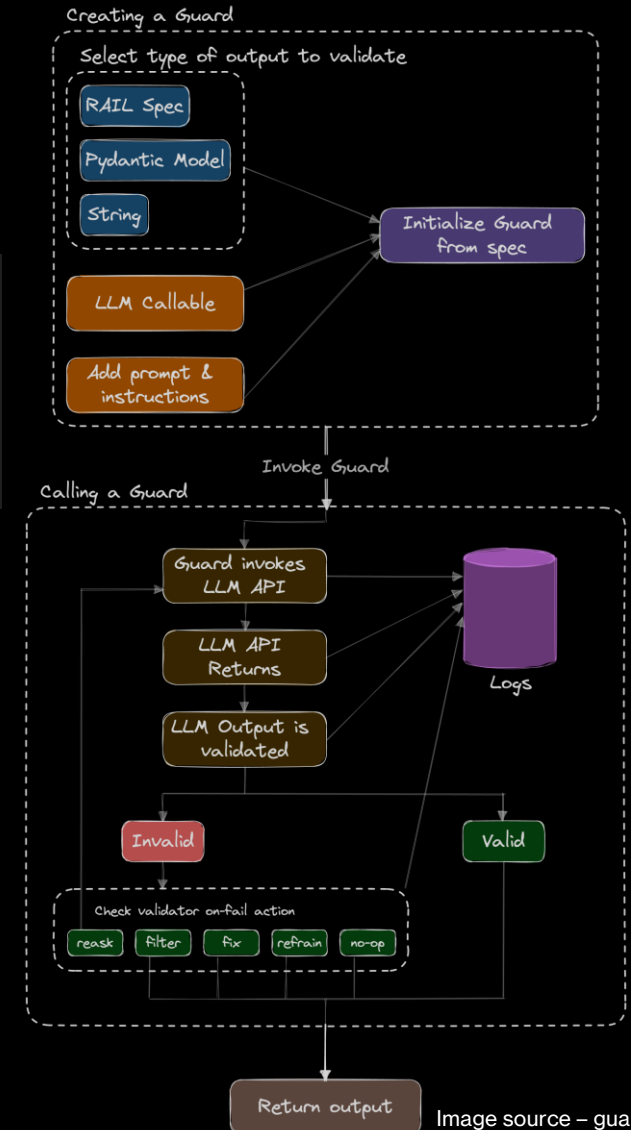 Creating a Guard
Select type of output to validate
RAIL Spec
Pydantic Model
String
Initialize Guard
from spec
LLM Callable
Add prompt &
instructions
Invoke Guard
Calling a Guard
Guard invokes
LLM API
LLM API
Returns
Logs
LLM Output is
validated
Invalid
Valid
Check validator on-fail action
reask
filter
fix
refrain
no-op
Return output
Image source – gua